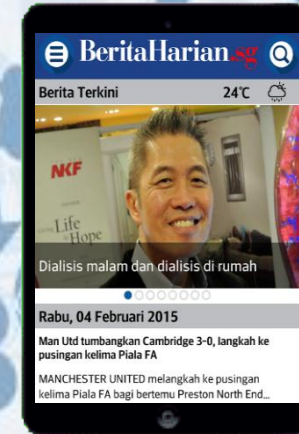 BeritaHarian.sg
Berita Terkini 24°C
NKF
Life
Hope
Dialisis malam dan dialisis di rumah
Rabu, 04 Februari 2015
Man Utd tumbangkan Cambridge 3-0, langkah ke
pusingan kelima Piala FA
MANCHESTER UNITED melangkah ke pusingan
kelima Piala FA bagi bertemu Preston North End...